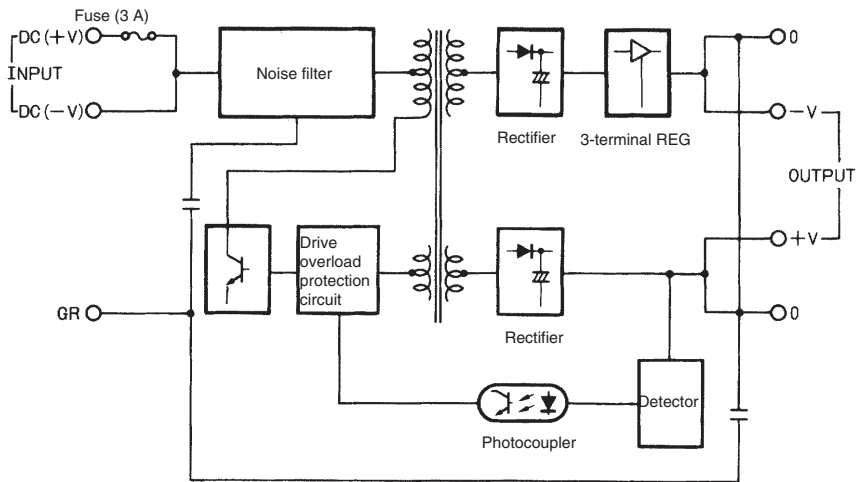 Fuse (3 A)
DC(+V)
INPUT
DC(−V)
Noise filter
Rectifier
3-terminal REG
0
−V
OUTPUT
+V
0
Drive
overload
protection
circuit
GR
Rectifier
Detector
Photocoupler